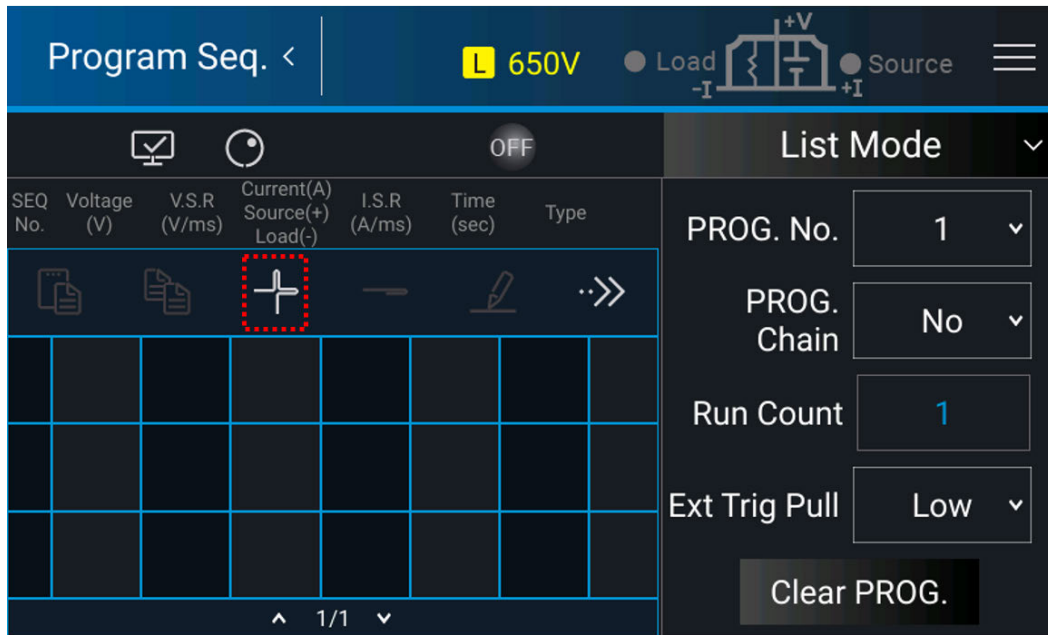 Program Seq. <
L 650V
Load
-I
+V
+I
Source
OFF
List Mode
SEQ No.
Voltage (V)
V.S.R (V/ms)
Current(A) Source(+) Load(-)
I.S.R (A/ms)
Time (sec)
Type
PROG. No.
1
PROG. Chain
No
Run Count
1
Ext Trig Pull
Low
Clear PROG.
1/1